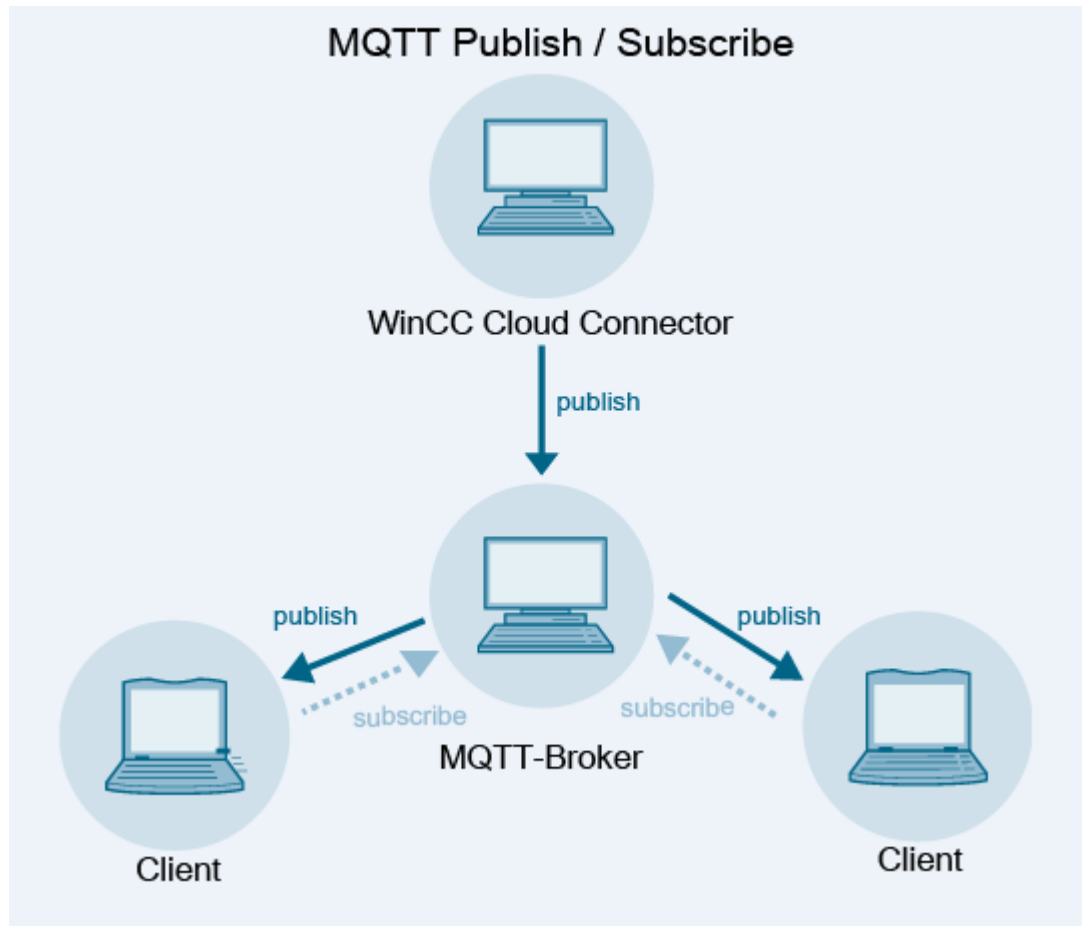 MQTT Publish / Subscribe
WinCC Cloud Connector
publish
publish
publish
subscribe
subscribe
MQTT-Broker
Client
Client